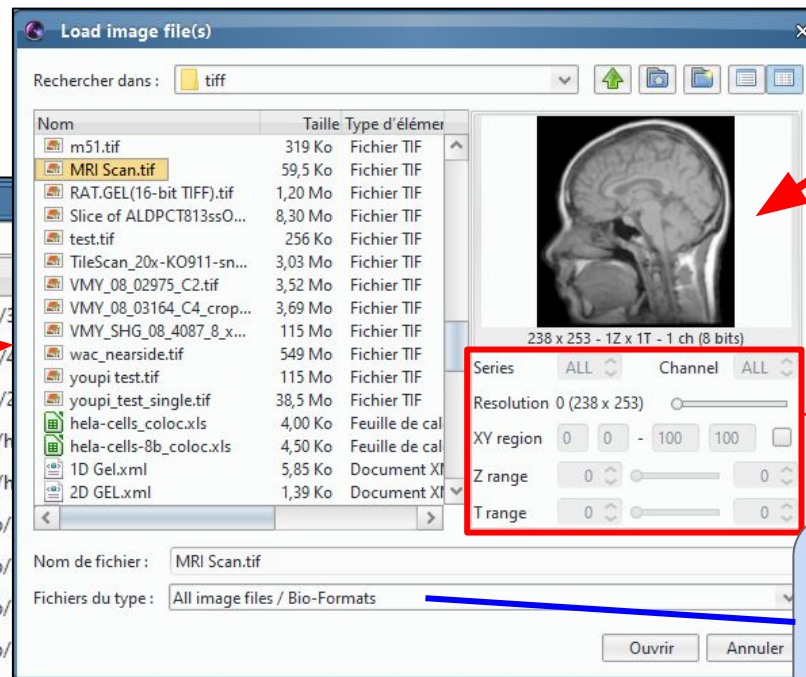 Load image file(s)
Rechercher dans : tiff
Nom Taille Type d'élémer
m51.tif 319 Ko Fichier TIF
MRI Scan.tif 59,5 Ko Fichier TIF
RAT.GEL(16-bit TIFF).tif 1,20 Mo Fichier TIF
Slice of ALDPCT813ssO... 8,30 Mo Fichier TIF
test.tif 256 Ko Fichier TIF
TileScan_20x-KO911-sn... 3,03 Mo Fichier TIF
VMY_08_02975_C2.tif 3,52 Mo Fichier TIF
VMY_08_03164_C4_crop... 3,69 Mo Fichier TIF
VMY_SHG_08_4087_8_x... 115 Mo Fichier TIF
wac_nearside.tif 549 Mo Fichier TIF
youpi test.tif 115 Mo Fichier TIF
youpi_test_single.tif 38,5 Mo Fichier TIF
hela-cells_coloc.xls 4,00 Ko Feuille de cal
hela-cells-8b_coloc.xls 4,50 Ko Feuille de cal
1D Gel.xml 5,85 Ko Document XM
2D GEL.xml 1,39 Ko Document XM
238 x 253 - 1Z x 1T - 1 ch (8 bits)
Series ALL Channel ALL
Resolution 0 (238 x 253)
XY region 0 0 - 100 100
Z range 0 0
T range 0 0
Nom de fichier : MRI Scan.tif
Fichiers du type : All image files / Bio-Formats
Ouvrir Annuler